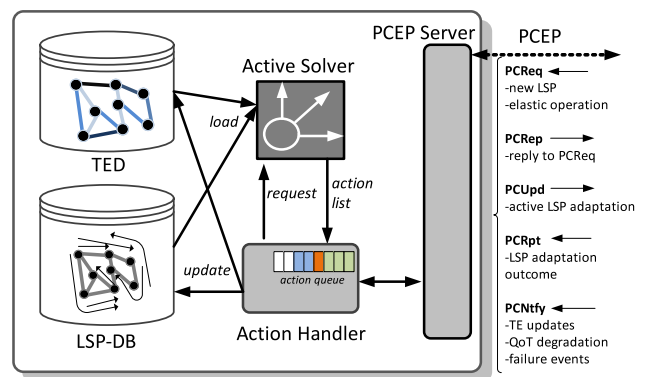 PCEP Server
PCEP
Active Solver
TED
load
request
action
list
update
action queue
LSP-DB
Action Handler
PCReq
-new LSP
-elastic operation
PCRep
-reply to PCReq
PCUpd
-active LSP adaptation
PCRpt
-LSP adaptation
outcome
PCNtfy
-TE updates
-QoT degradation
-failure events